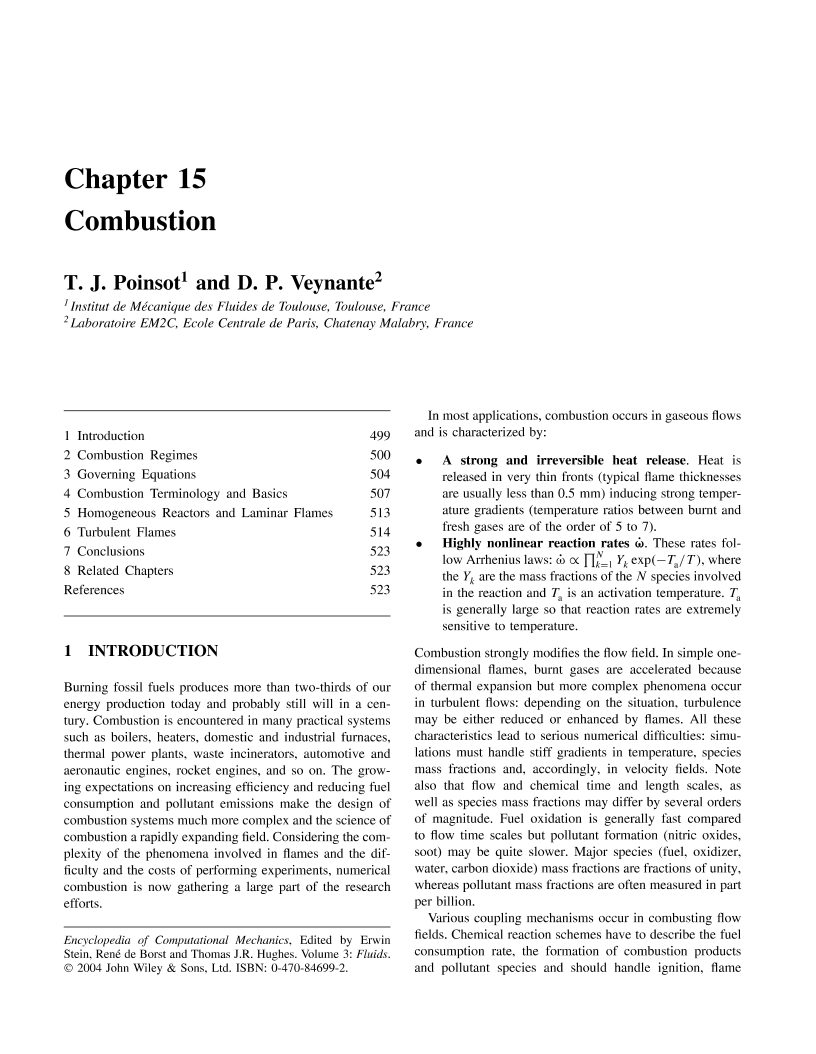 Chapter 15
Combustion
T. J. Poinsot¹ and D. P. Veynante²
¹ Institut de Mécanique des Fluides de Toulouse, Toulouse, France
² Laboratoire EM2C, Ecole Centrale de Paris, Chatenay Malabry, France
1 Introduction 499
2 Combustion Regimes 500
3 Governing Equations 504
4 Combustion Terminology and Basics 507
5 Homogeneous Reactors and Laminar Flames 513
6 Turbulent Flames 514
7 Conclusions 523
8 Related Chapters 523
References 523
1 INTRODUCTION
Burning fossil fuels produces more than two-thirds of our
energy production today and probably still will in a cen-
tury. Combustion is encountered in many practical systems
such as boilers, heaters, domestic and industrial furnaces,
thermal power plants, waste incinerators, automotive and
aeronautic engines, rocket engines, and so on. The grow-
ing expectations on increasing efficiency and reducing fuel
consumption and pollutant emissions make the design of
combustion systems much more complex and the science of
combustion a rapidly expanding field. Considering the com-
plexity of the phenomena involved in flames and the dif-
ficulty and the costs of performing experiments, numerical
combustion is now gathering a large part of the research
efforts.
Encyclopedia of Computational Mechanics, Edited by Erwin
Stein, René de Borst and Thomas J.R. Hughes. Volume 3: Fluids.
© 2004 John Wiley & Sons, Ltd. ISBN: 0-470-84699-2.
In most applications, combustion occurs in gaseous flows
and is characterized by:
• A strong and irreversible heat release. Heat is
released in very thin fronts (typical flame thicknesses
are usually less than 0.5 mm) inducing strong temper-
ature gradients (temperature ratios between burnt and
fresh gases are of the order of 5 to 7).
• Highly nonlinear reaction rates ω̇. These rates fol-
low Arrhenius laws: ω̇ ∝ ∏ᴺₖ₌₁ Yₖ exp(−Tₐ/T), where
the Yₖ are the mass fractions of the N species involved
in the reaction and Tₐ is an activation temperature. Tₐ
is generally large so that reaction rates are extremely
sensitive to temperature.
Combustion strongly modifies the flow field. In simple one-
dimensional flames, burnt gases are accelerated because
of thermal expansion but more complex phenomena occur
in turbulent flows: depending on the situation, turbulence
may be either reduced or enhanced by flames. All these
characteristics lead to serious numerical difficulties: simu-
lations must handle stiff gradients in temperature, species
mass fractions and, accordingly, in velocity fields. Note
also that flow and chemical time and length scales, as
well as species mass fractions may differ by several orders
of magnitude. Fuel oxidation is generally fast compared
to flow time scales but pollutant formation (nitric oxides,
soot) may be quite slower. Major species (fuel, oxidizer,
water, carbon dioxide) mass fractions are fractions of unity,
whereas pollutant mass fractions are often measured in part
per billion.
Various coupling mechanisms occur in combusting flow
fields. Chemical reaction schemes have to describe the fuel
consumption rate, the formation of combustion products
and pollutant species and should handle ignition, flame